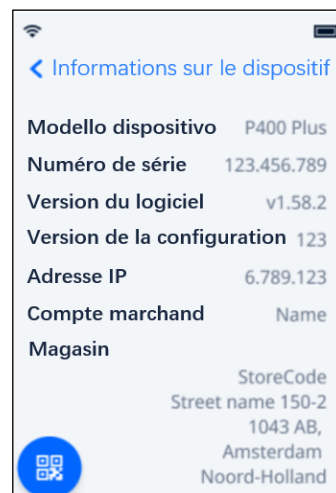 Informations sur le dispositif
Modello dispositivo P400 Plus
Numéro de série 123.456.789
Version du logiciel v1.58.2
Version de la configuration 123
Adresse IP 6.789.123
Compte marchand Name
Magasin
StoreCode
Street name 150-2
1043 AB,
Amsterdam
Noord-Holland